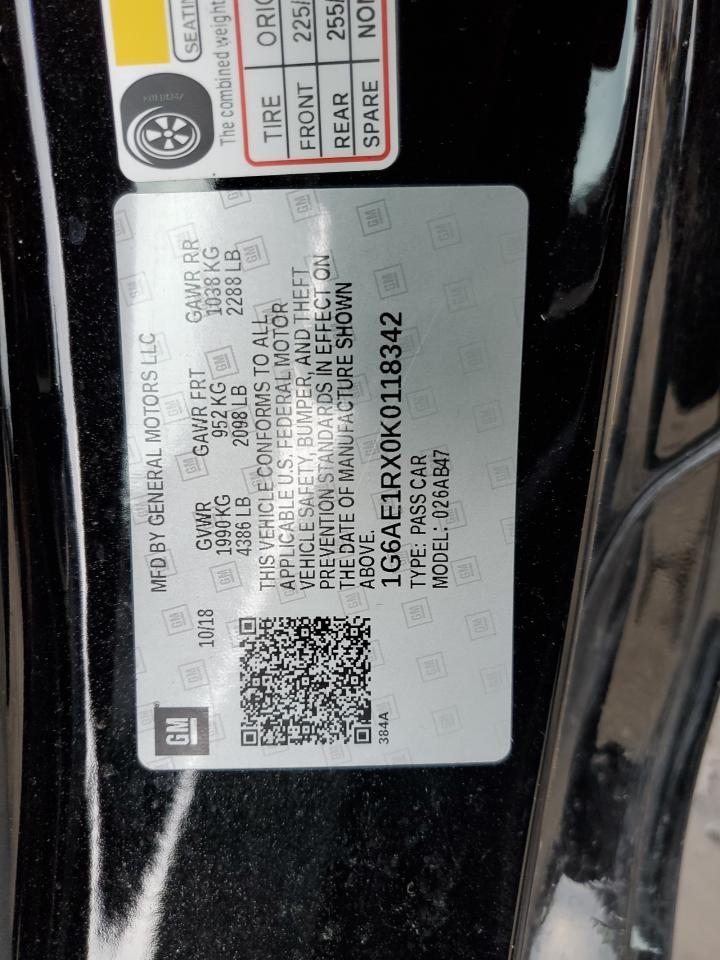 SEATIN
The combined weight
TIRE ORIG
FRONT 225/
REAR 255/
SPARE NON
GM
MFD BY GENERAL MOTORS LLC
10/18
GVWR GAWR FRT GAWR RR
1990 KG 952 KG 1038 KG
4386 LB 2098 LB 2288 LB
THIS VEHICLE CONFORMS TO ALL
APPLICABLE U.S. FEDERAL MOTOR
VEHICLE SAFETY, BUMPER, AND THEFT
PREVENTION STANDARDS IN EFFECT ON
THE DATE OF MANUFACTURE SHOWN
ABOVE.
1G6AE1RX0K0118342
TYPE: PASS CAR
MODEL: 026AB47
384A